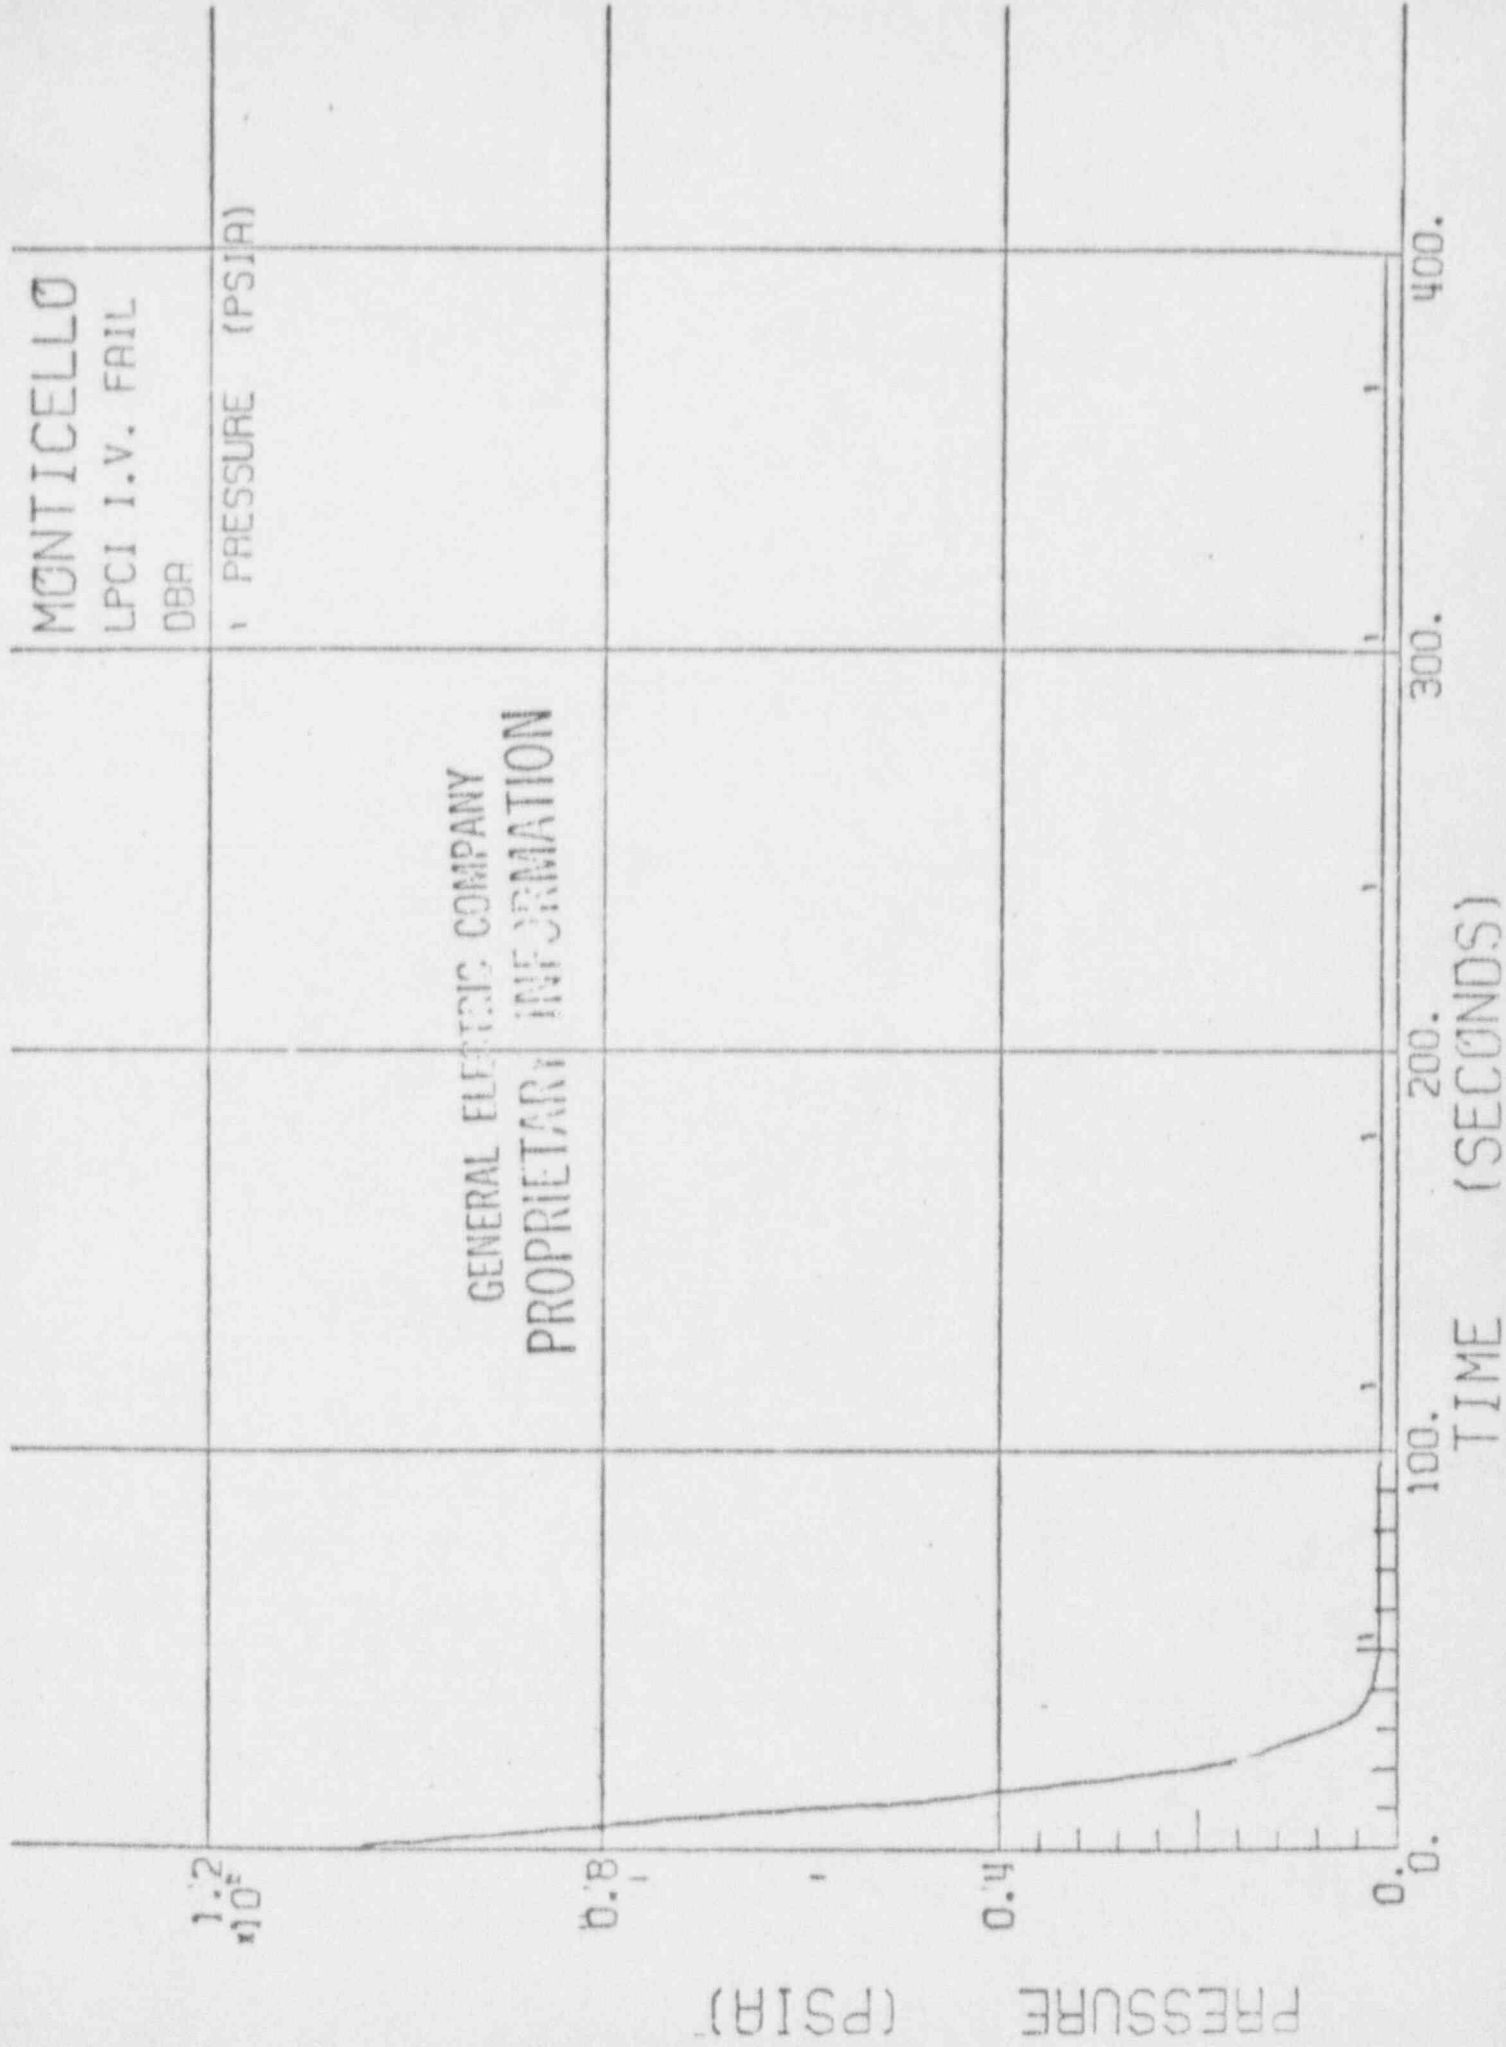 MONTICELLO
LPCI I.V. FAIL
DBA
1 PRESSURE (PSIA)
GENERAL ELECTRIC COMPANY
PROPRIETARY INFORMATION
PRESSURE (PSIA)
1.2
0.8
0.4
0.
0. 100. 200. 300. 400.
TIME (SECONDS)